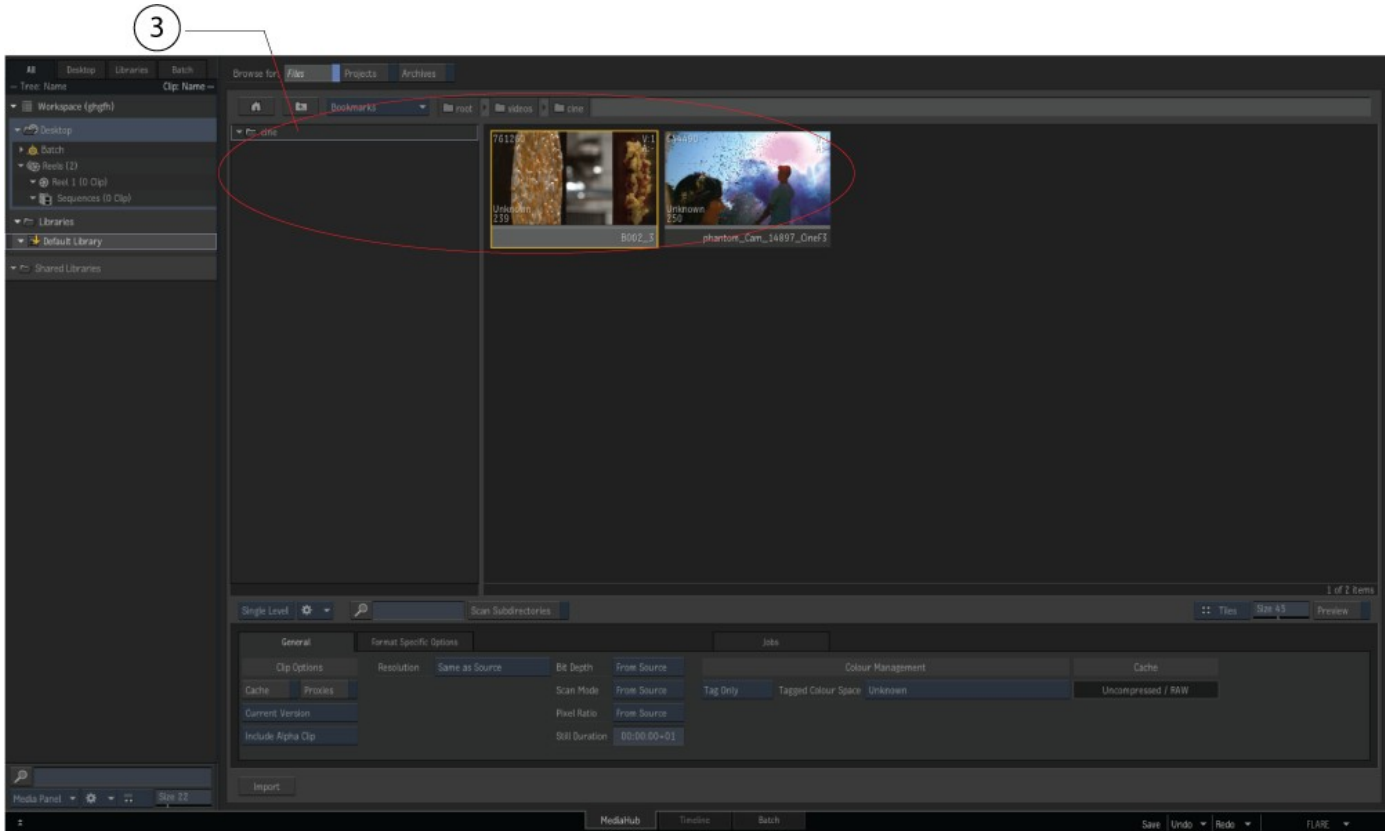 3
All Desktop Libraries Batch
Tree: Name Clip: Name
Browse for: Files Projects Archives
Workspace (ghgfh)
Bookmarks root videos cine
Desktop
cine
Batch
Reels (2)
Reel 1 (0 Clip)
Sequences (0 Clip)
Libraries
Default Library
Shared Libraries
761260 V:1
A:-
Unknown
239
B002_3
Unknown
250
phantom_Cam_14897_CineF3
1 of 2 items
Single Level Scan Subdirectories Tiles Size 45 Preview
General Format Specific Options Jobs
Clip Options Resolution Same as Source Bit Depth From Source Colour Management Cache
Cache Proxies Scan Mode From Source Tag Only Tagged Colour Space Unknown Uncompressed / RAW
Current Version Pixel Ratio From Source
Include Alpha Clip Still Duration 00:00:00+01
Import
Media Panel Size 22
MediaHub Timeline Batch Save Undo Redo FLARE